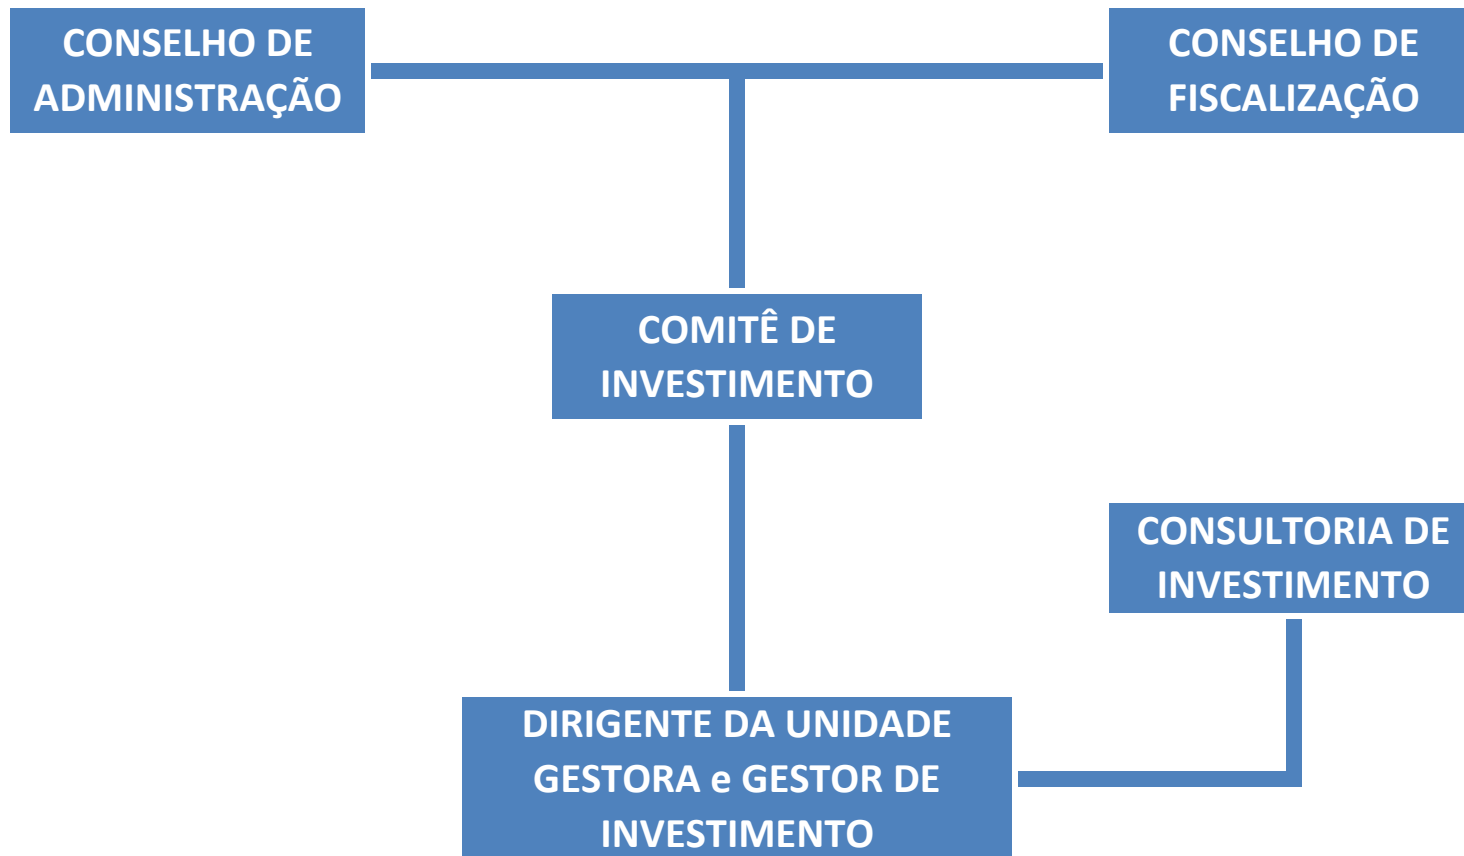 CONSELHO DE
ADMINISTRAÇÃO
CONSELHO DE
FISCALIZAÇÃO
COMITÊ DE
INVESTIMENTO
CONSULTORIA DE
INVESTIMENTO
DIRIGENTE DA UNIDADE
GESTORA e GESTOR DE
INVESTIMENTO